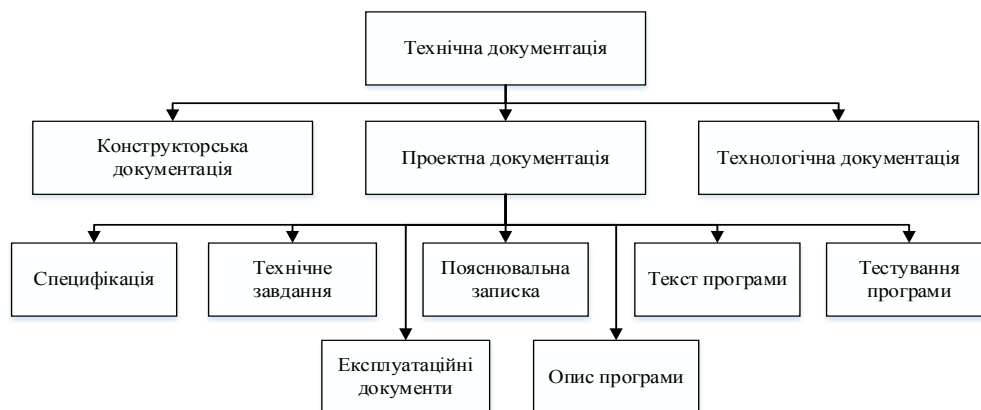 Технічна документація
Конструкторська
документація
Проектна документація
Технологічна документація
Специфікація
Технічне
завдання
Пояснювальна
записка
Текст програми
Тестування
програми
Експлуатаційні
документи
Опис програми